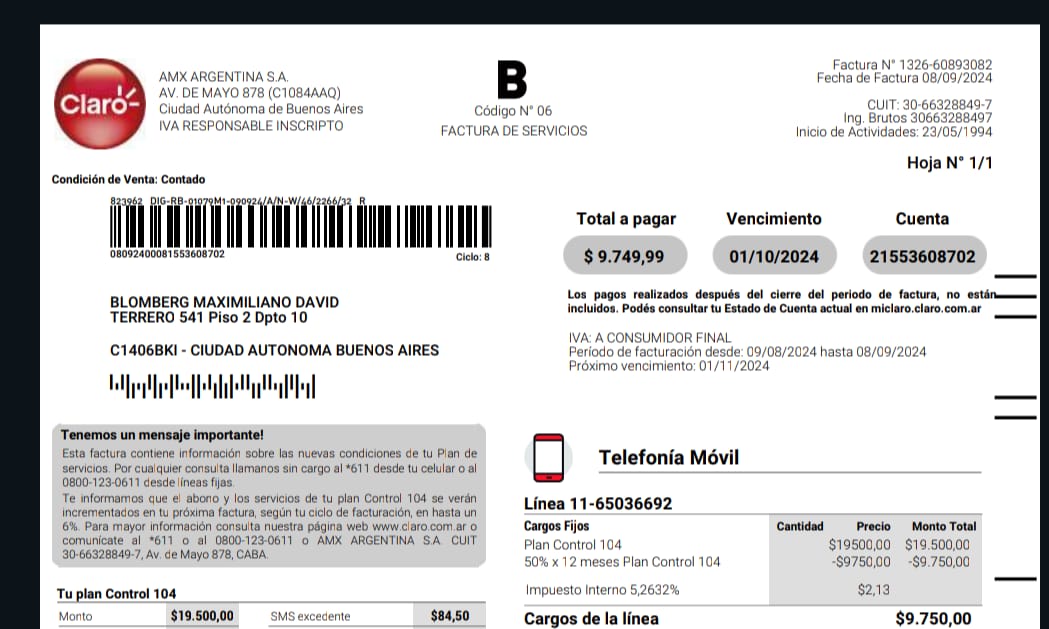 Claro-
AMX ARGENTINA S.A.
AV. DE MAYO 878 (C1084AAQ)
Ciudad Autónoma de Buenos Aires
IVA RESPONSABLE INSCRIPTO
B
Código N° 06
FACTURA DE SERVICIOS
Factura N° 1326-60893082
Fecha de Factura 08/09/2024
CUIT: 30-66328849-7
Ing. Brutos 30663288497
Inicio de Actividades: 23/05/1994
Hoja N° 1/1
Condición de Venta: Contado
823962 DIG-RB-01079M1-090924/A/N-W/46/2266/32 R
08092400081553608702
Ciclo: 8
Total a pagar Vencimiento Cuenta
$ 9.749,99 01/10/2024 21553608702
Los pagos realizados después del cierre del periodo de factura, no están
incluidos. Podés consultar tu Estado de Cuenta actual en miclaro.claro.com.ar
BLOMBERG MAXIMILIANO DAVID
TERRERO 541 Piso 2 Dpto 10
C1406BKI - CIUDAD AUTONOMA BUENOS AIRES
IVA: A CONSUMIDOR FINAL
Período de facturación desde: 09/08/2024 hasta 08/09/2024
Próximo vencimiento: 01/11/2024
Tenemos un mensaje importante!
Esta factura contiene información sobre las nuevas condiciones de tu Plan de
servicios. Por cualquier consulta llamanos sin cargo al *611 desde tu celular o al
0800-123-0611 desde líneas fijas.
Te informamos que el abono y los servicios de tu plan Control 104 se verán
incrementados en tu próxima factura, según tu ciclo de facturación, en hasta un
6%. Para mayor información consulta nuestra página web www.claro.com.ar o
comunícate al *611 o al 0800-123-0611 o AMX ARGENTINA S.A. CUIT
30-66328849-7, Av. de Mayo 878, CABA.
Tu plan Control 104
Monto $19.500,00 SMS excedente $84,50
Telefonía Móvil
Línea 11-65036692
Cargos Fijos Cantidad Precio Monto Total
Plan Control 104 $19500,00 $19.500,00
50% x 12 meses Plan Control 104 -$9750,00 -$9.750,00
Impuesto Interno 5,2632% $2,13
Cargos de la línea $9.750,00